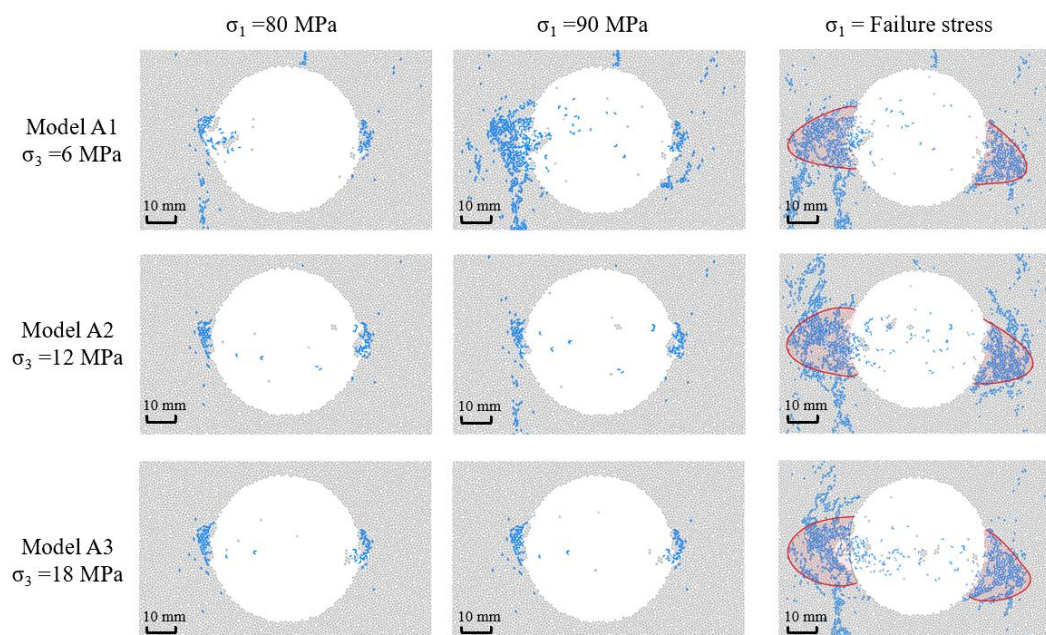 σ₁ =80 MPa
σ₁ =90 MPa
σ₁ = Failure stress
Model A1
σ₃ =6 MPa
10 mm
10 mm
10 mm
Model A2
σ₃ =12 MPa
10 mm
10 mm
10 mm
Model A3
σ₃ =18 MPa
10 mm
10 mm
10 mm